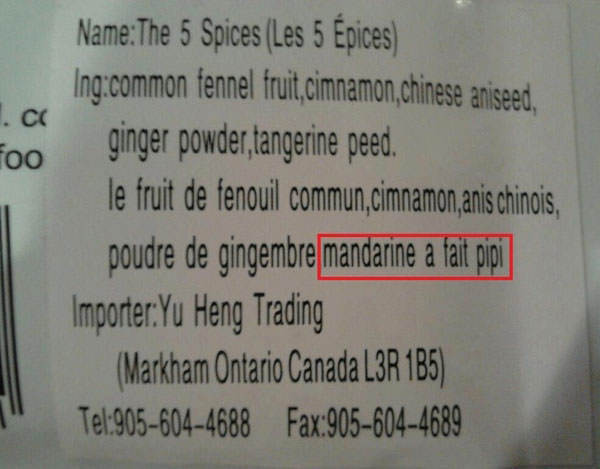 Name:The 5 Spices(Les 5 Épices)
Ing:common fennel fruit,cimnamon,chinese aniseed,
. co
ginger powder,tangerine peed.
foo
le fruit de fenouil commun,cimnamon,anis chinois,
poudre de gingembre mandarine a fait pipi
Importer:Yu Heng Trading
(Markham Ontario Canada L3R 1B5)
Tel:905-604-4688 Fax:905-604-4689